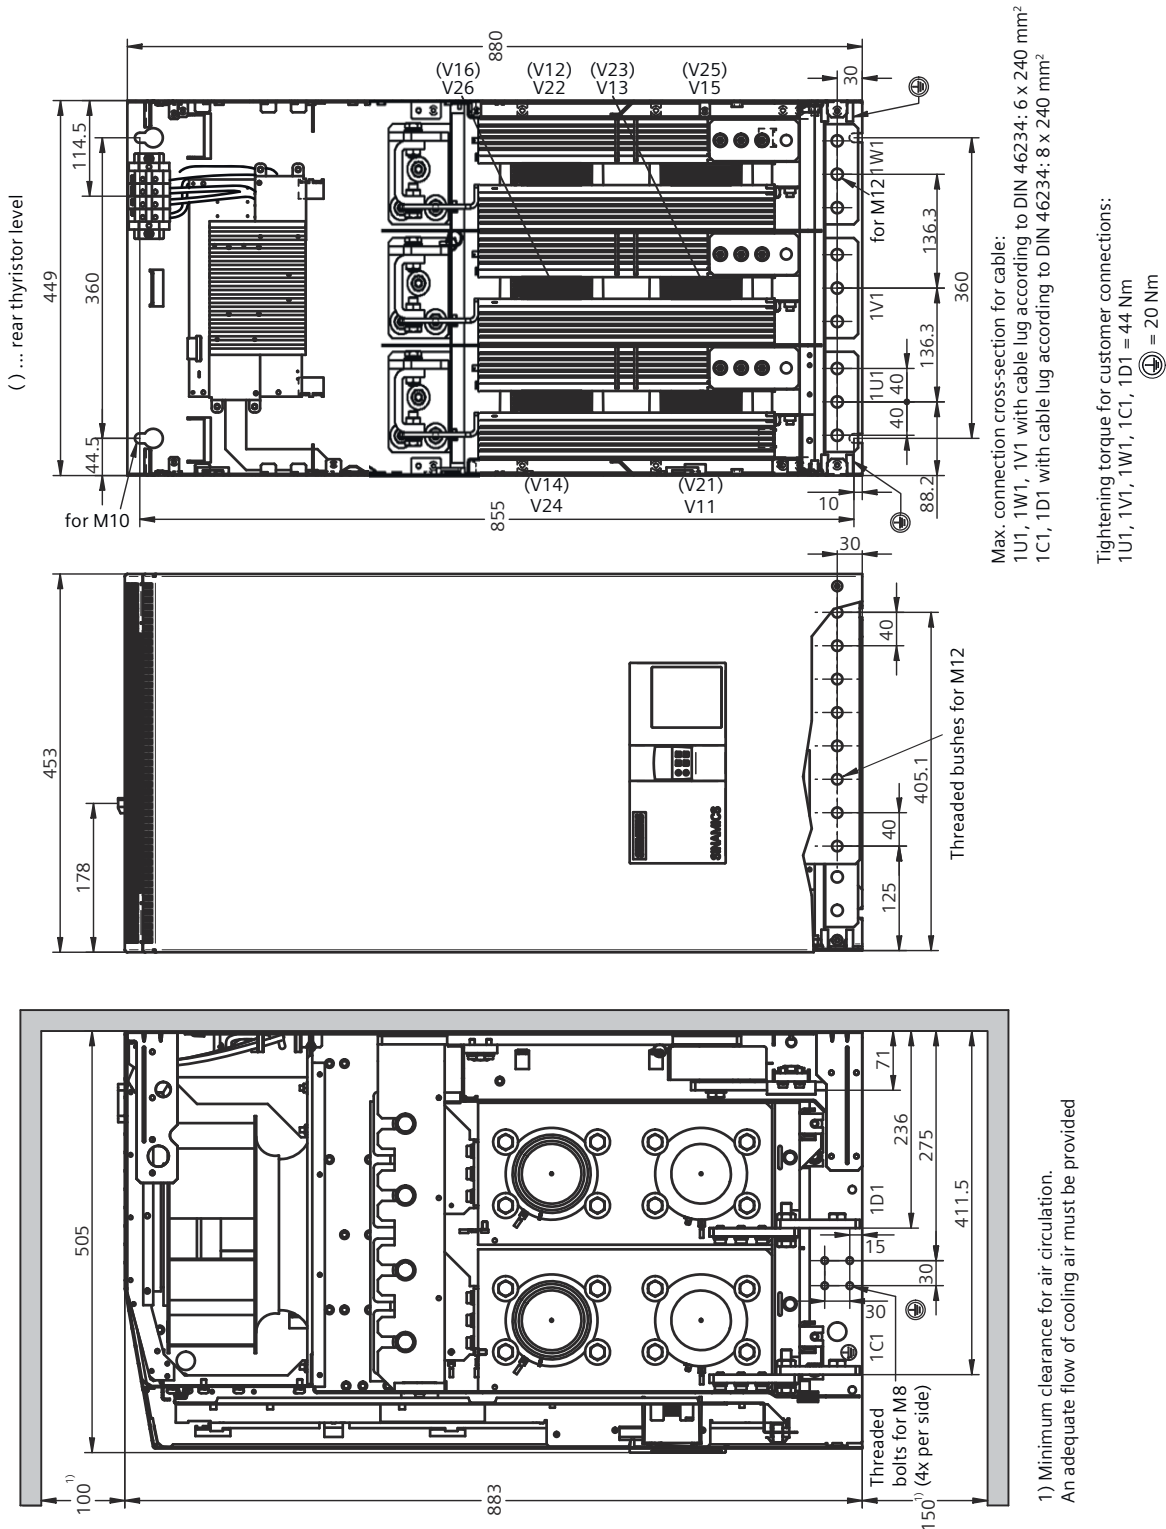 ( ) ... rear thyristor level
449
114.5
360
44.5
for M10
880
855
(V16)
V26
(V12)
V22
(V23)
V13
(V25)
V15
(V14)
V24
(V21)
V11
30
for M12
1W1
1V1
1U1
136.3
136.3
360
40
40
88.2
10
Max. connection cross-section for cable:
1U1, 1W1, 1V1 with cable lug according to DIN 46234: 6 x 240 mm²
1C1, 1D1 with cable lug according to DIN 46234: 8 x 240 mm²
Tightening torque for customer connections:
1U1, 1V1, 1W1, 1C1, 1D1 = 44 Nm
= 20 Nm
453
178
SIEMENS
SINAMICS
30
40
405.1
40
125
Threaded bushes for M12
505
100 1)
883
150 1)
71
236
275
411.5
1D1
15
30
30
1C1
Threaded
bolts for M8
(4x per side)
1) Minimum clearance for air circulation.
An adequate flow of cooling air must be provided